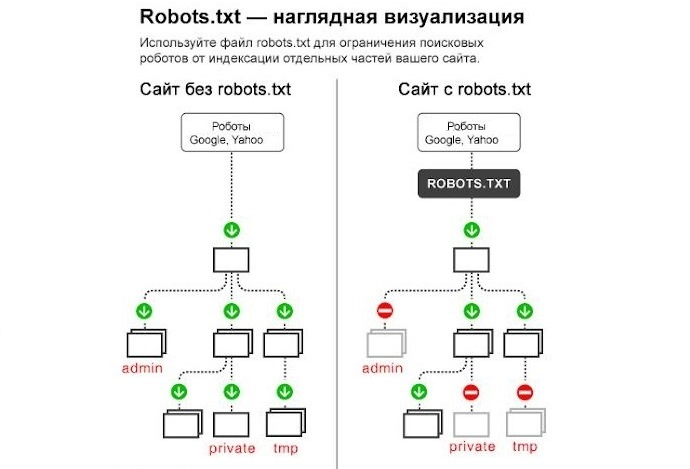 Robots.txt — наглядная визуализация
Используйте файл robots.txt для ограничения поисковых
роботов от индексации отдельных частей вашего сайта.
Сайт без robots.txt
Роботы
Google, Yahoo
admin
private
tmp
Сайт с robots.txt
Роботы
Google, Yahoo
ROBOTS.TXT
admin
private
tmp